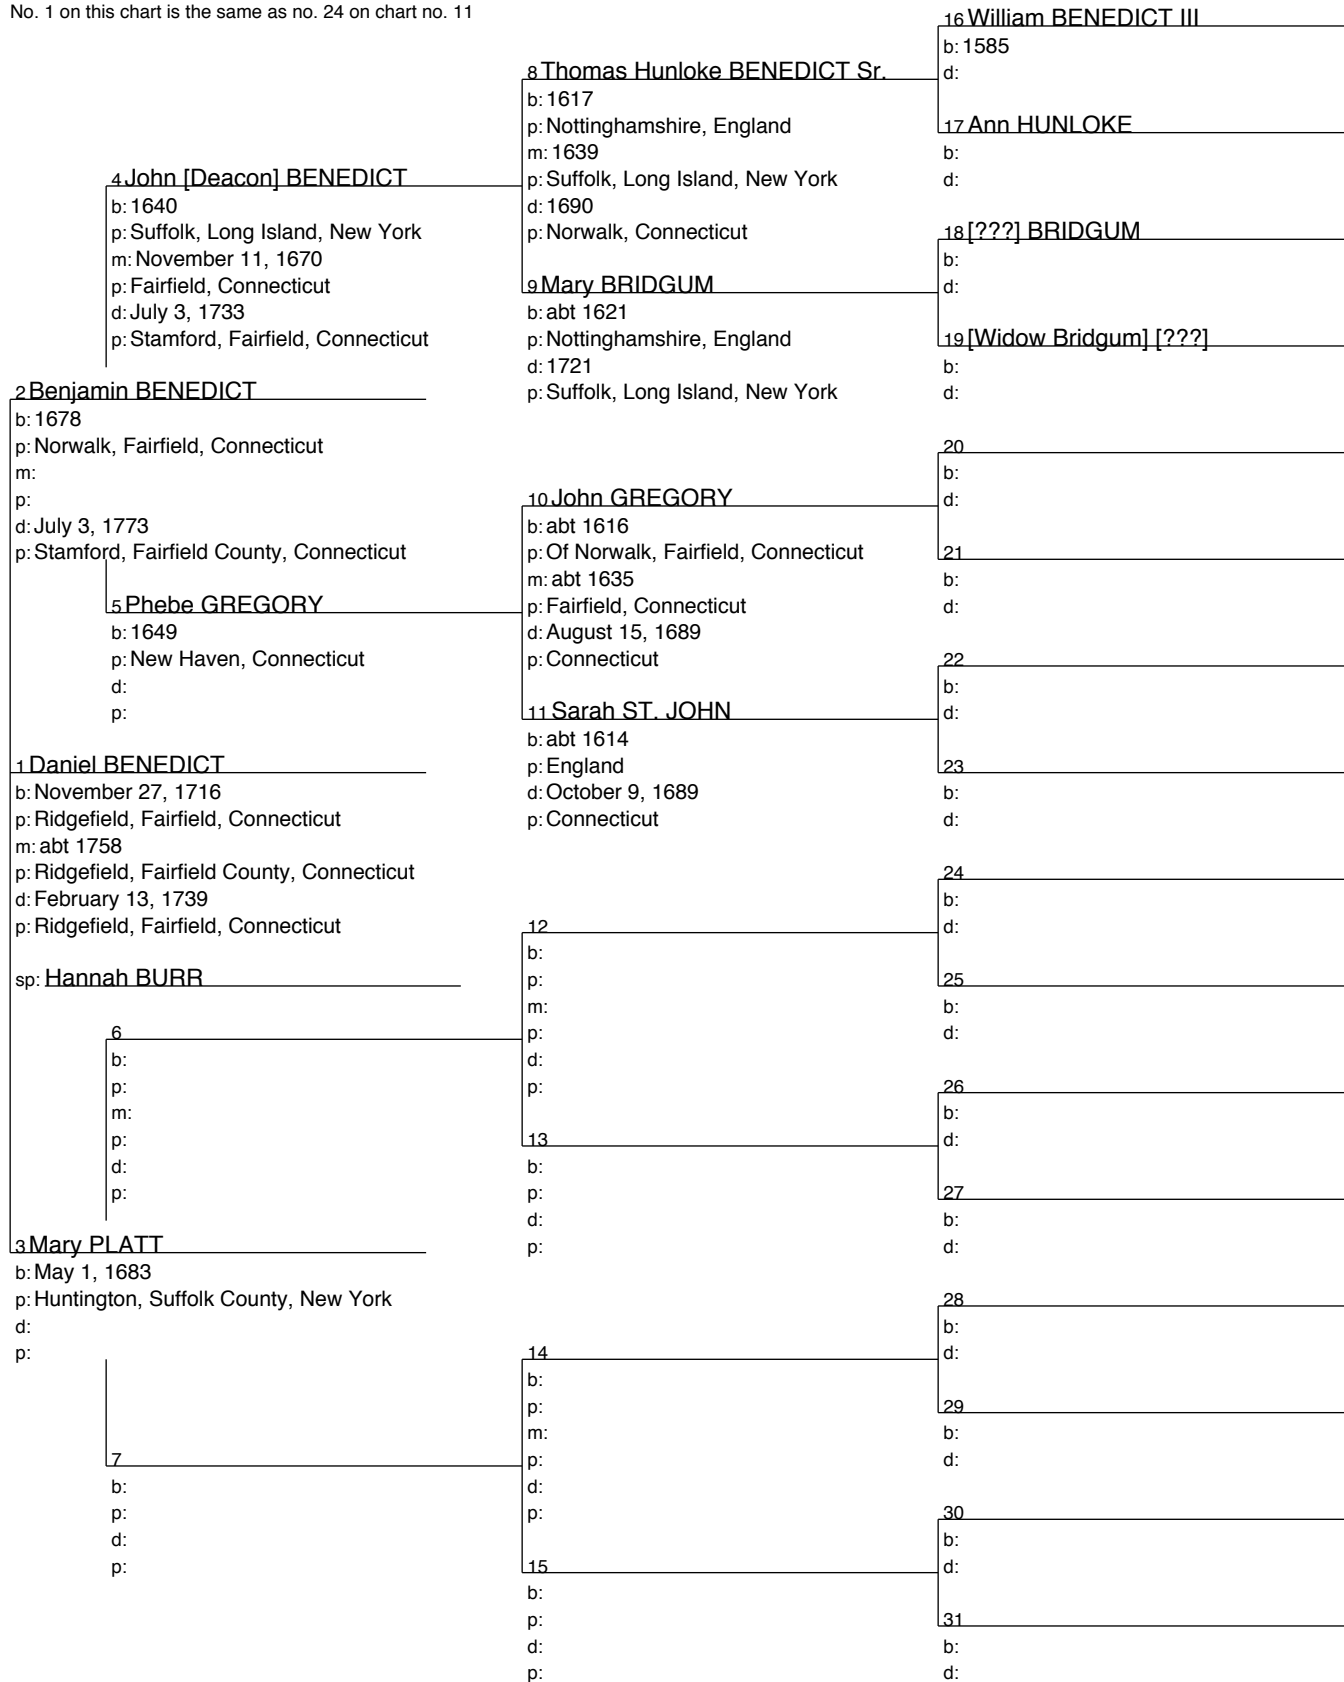 No. 1 on this chart is the same as no. 24 on chart no. 11
2 Benjamin BENEDICT
b: 1678
p: Norwalk, Fairfield, Connecticut
m:
p:
d: July 3, 1773
p: Stamford, Fairfield County, Connecticut
1 Daniel BENEDICT
b: November 27, 1716
p: Ridgefield, Fairfield, Connecticut
m: abt 1758
p: Ridgefield, Fairfield County, Connecticut
d: February 13, 1739
p: Ridgefield, Fairfield, Connecticut
sp: Hannah BURR
3 Mary PLATT
b: May 1, 1683
p: Huntington, Suffolk County, New York
d:
p:
4 John [Deacon] BENEDICT
b: 1640
p: Suffolk, Long Island, New York
m: November 11, 1670
p: Fairfield, Connecticut
d: July 3, 1733
p: Stamford, Fairfield, Connecticut
5 Phebe GREGORY
b: 1649
p: New Haven, Connecticut
d:
p:
6
b:
p:
m:
p:
d:
p:
7
b:
p:
d:
p:
8 Thomas Hunloke BENEDICT Sr.
b: 1617
p: Nottinghamshire, England
m: 1639
p: Suffolk, Long Island, New York
d: 1690
p: Norwalk, Connecticut
9 Mary BRIDGUM
b: abt 1621
p: Nottinghamshire, England
d: 1721
p: Suffolk, Long Island, New York
10 John GREGORY
b: abt 1616
p: Of Norwalk, Fairfield, Connecticut
m: abt 1635
p: Fairfield, Connecticut
d: August 15, 1689
p: Connecticut
11 Sarah ST. JOHN
b: abt 1614
p: England
d: October 9, 1689
p: Connecticut
12
b:
p:
m:
p:
d:
p:
13
b:
p:
d:
p:
14
b:
p:
m:
p:
d:
p:
15
b:
p:
d:
p:
16 William BENEDICT III
b: 1585
d:
17 Ann HUNLOKE
b:
d:
18 [???] BRIDGUM
b:
d:
19 [Widow Bridgum] [???]
b:
d:
20
b:
d:
21
b:
d:
22
b:
d:
23
b:
d:
24
b:
d:
25
b:
d:
26
b:
d:
27
b:
d:
28
b:
d:
29
b:
d:
30
b:
d:
31
b:
d: